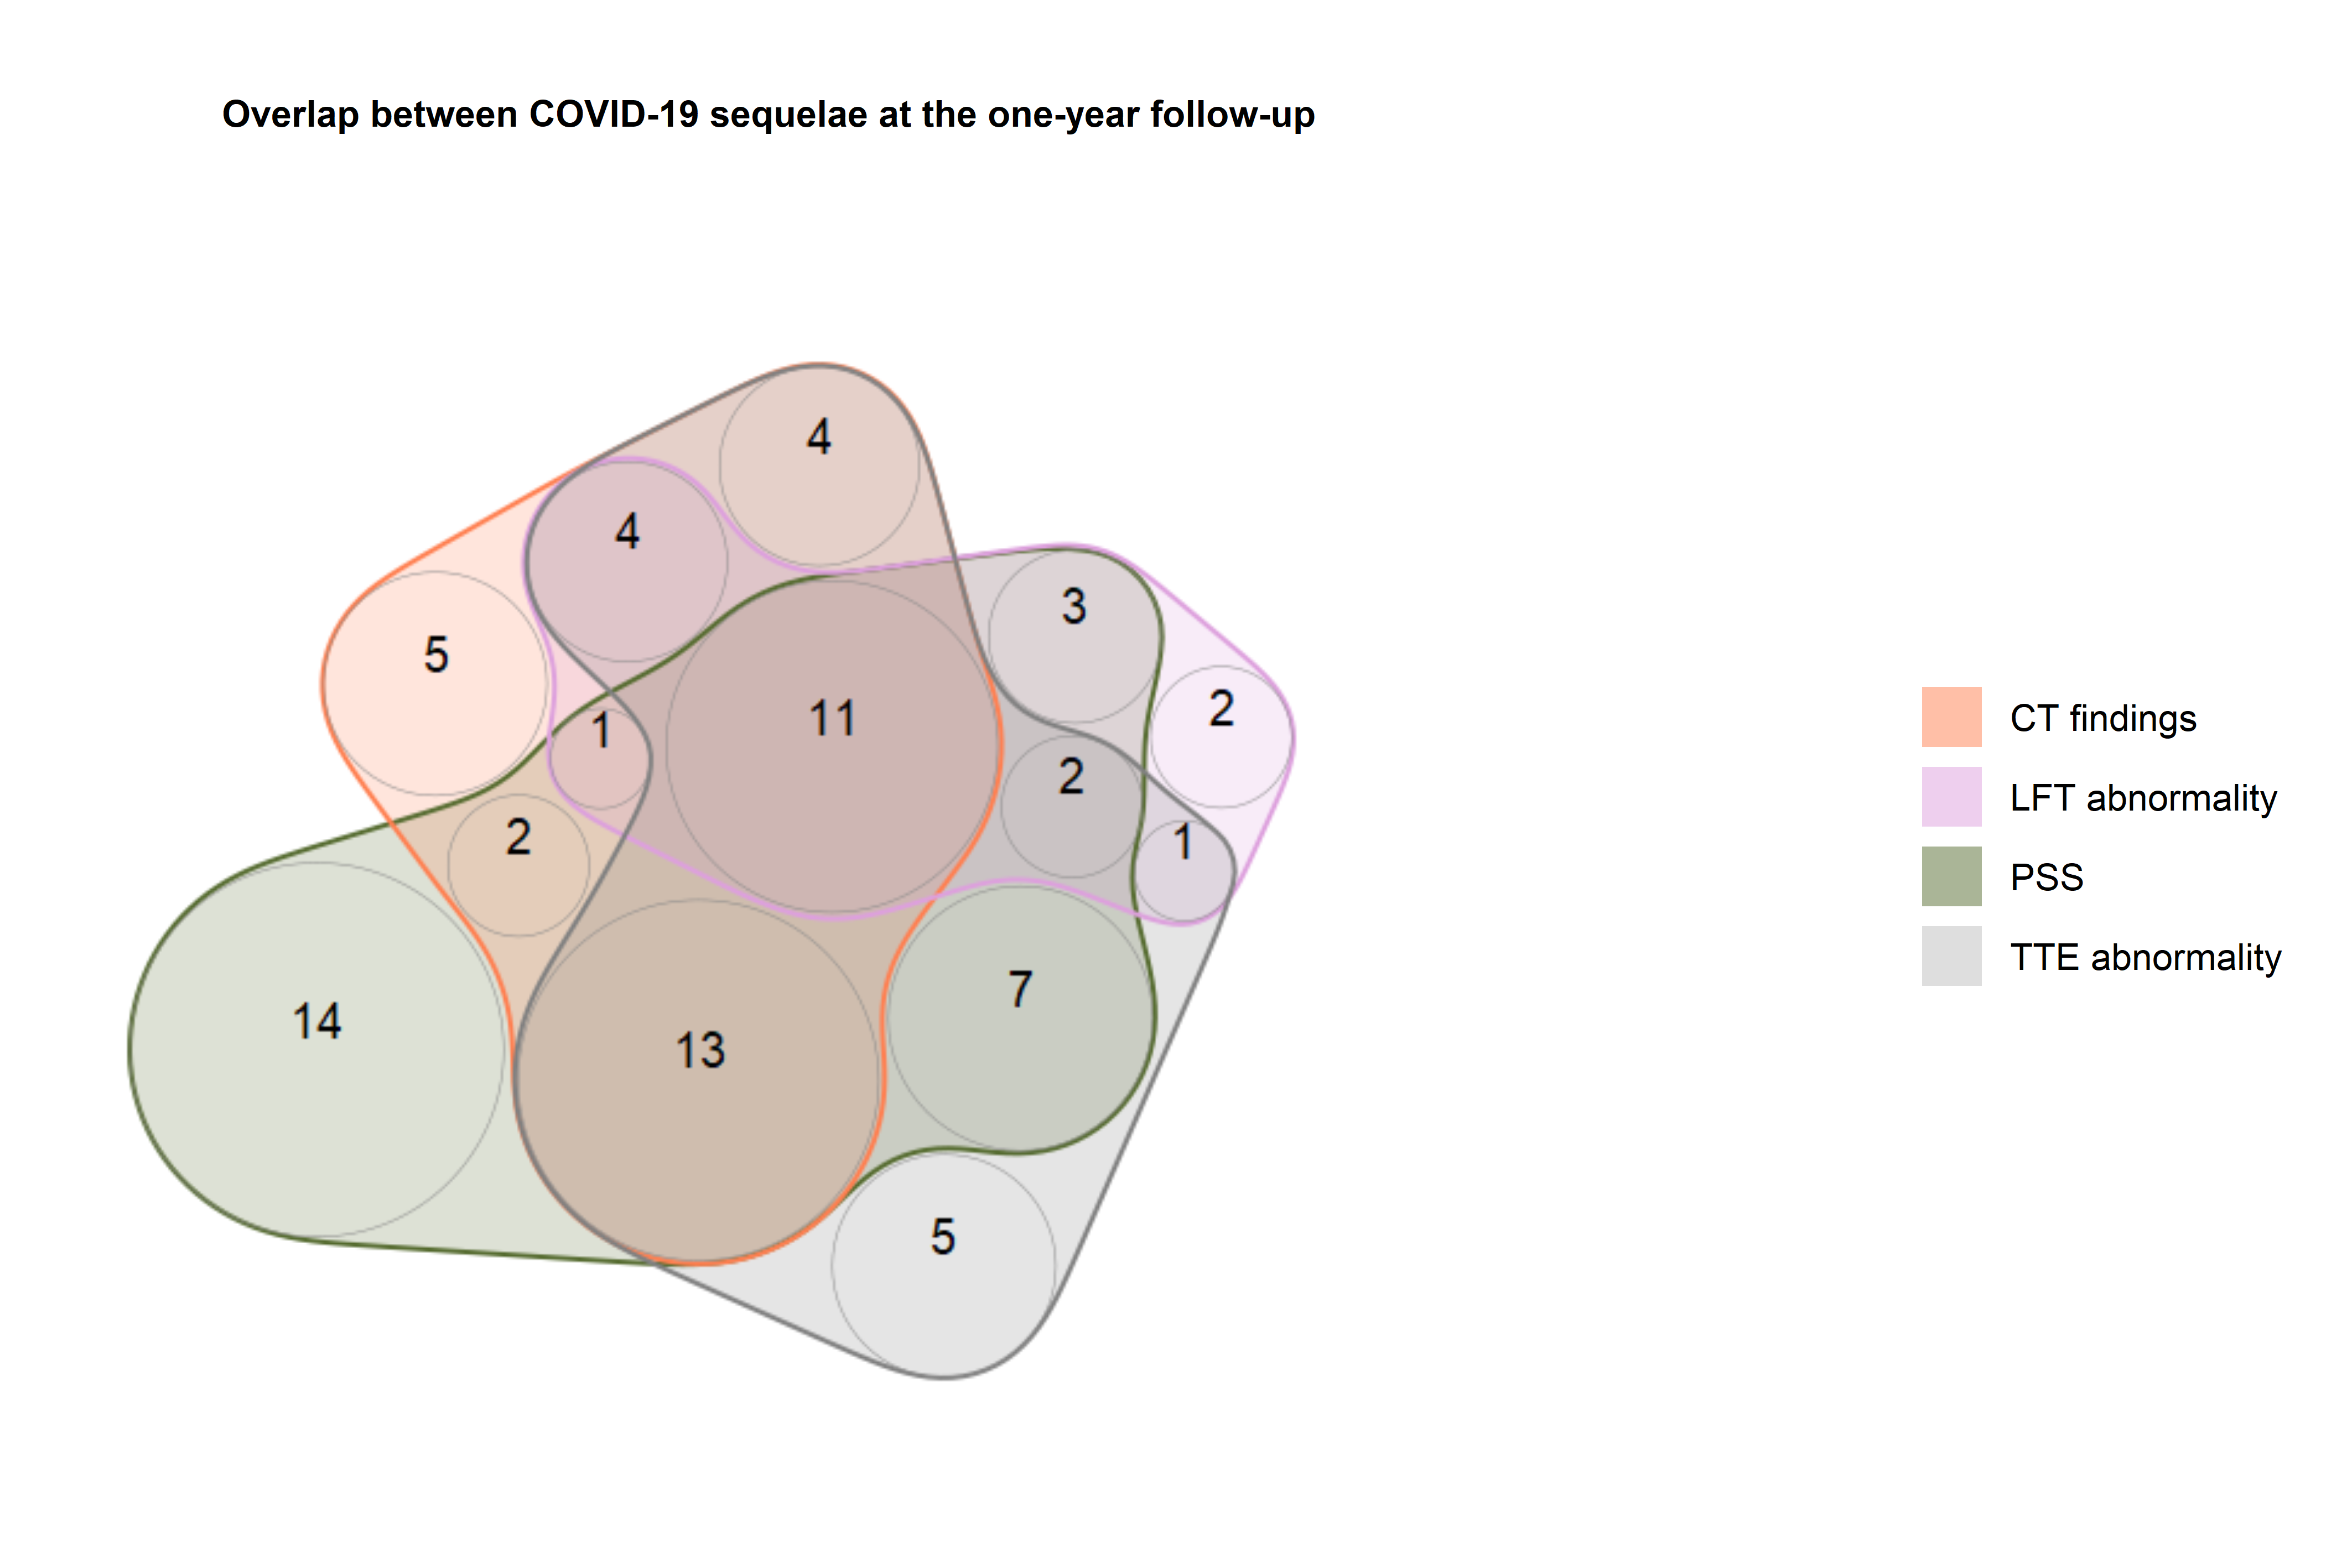 Overlap between COVID-19 sequelae at the one-year follow-up
4
4
3
5
2
11
1
2
2
1
7
14
13
5
CT findings
LFT abnormality
PSS
TTE abnormality